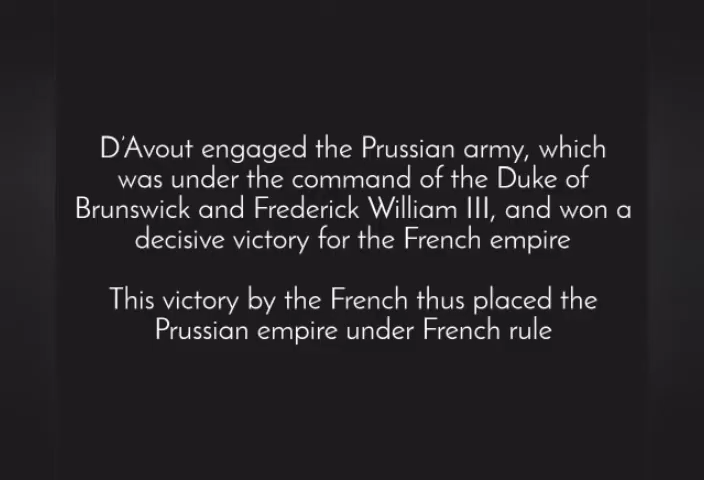 D'Avout engaged the Prussian army, which
was under the command of the Duke of
Brunswick and Frederick William III, and won a
decisive victory for the French empire
This victory by the French thus placed the
Prussian empire under French rule